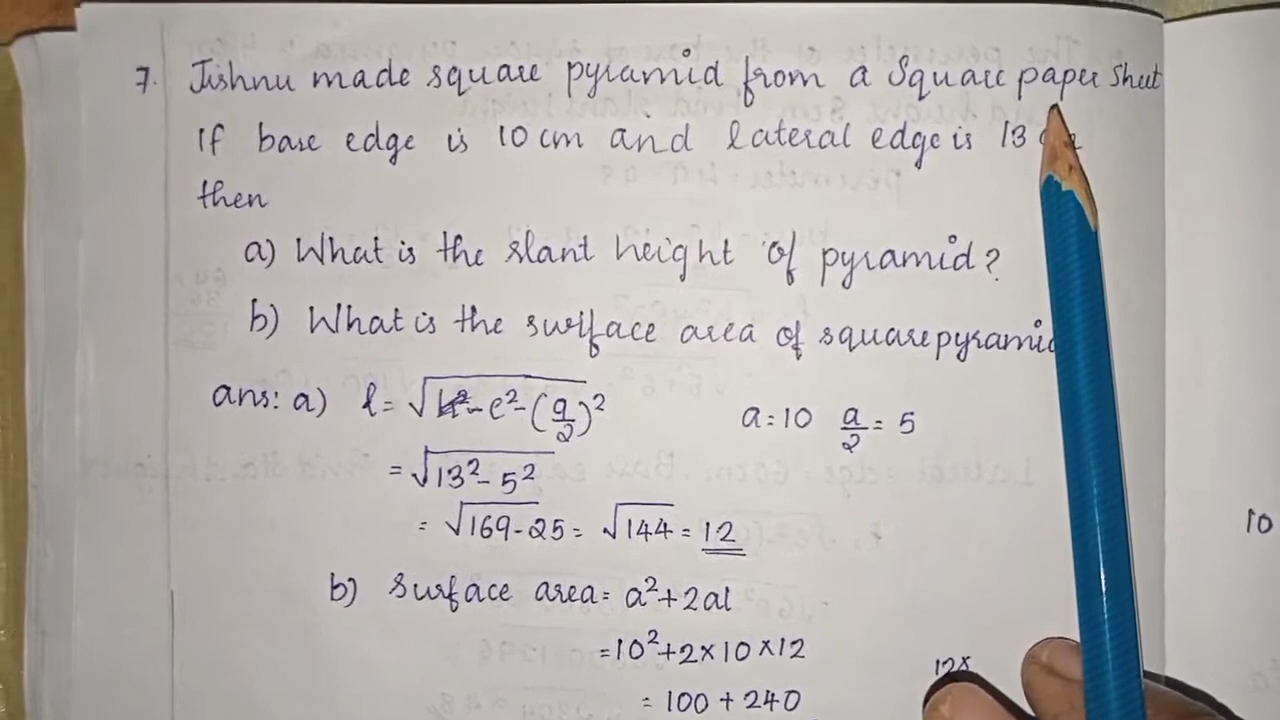 7. Jishnu made square pyramid from a square paper sheet
If base edge is 10 cm and lateral edge is 13
then
a) What is the slant height of pyramid?
b) What is the surface area of square pyramid
ans: a) l = √e² - (a/2)² a = 10 a/2 = 5
= √13² - 5²
= √169 - 25 = √144 = 12
10
b) surface area = a² + 2al
= 10² + 2 × 10 × 12
12×
= 100 + 240